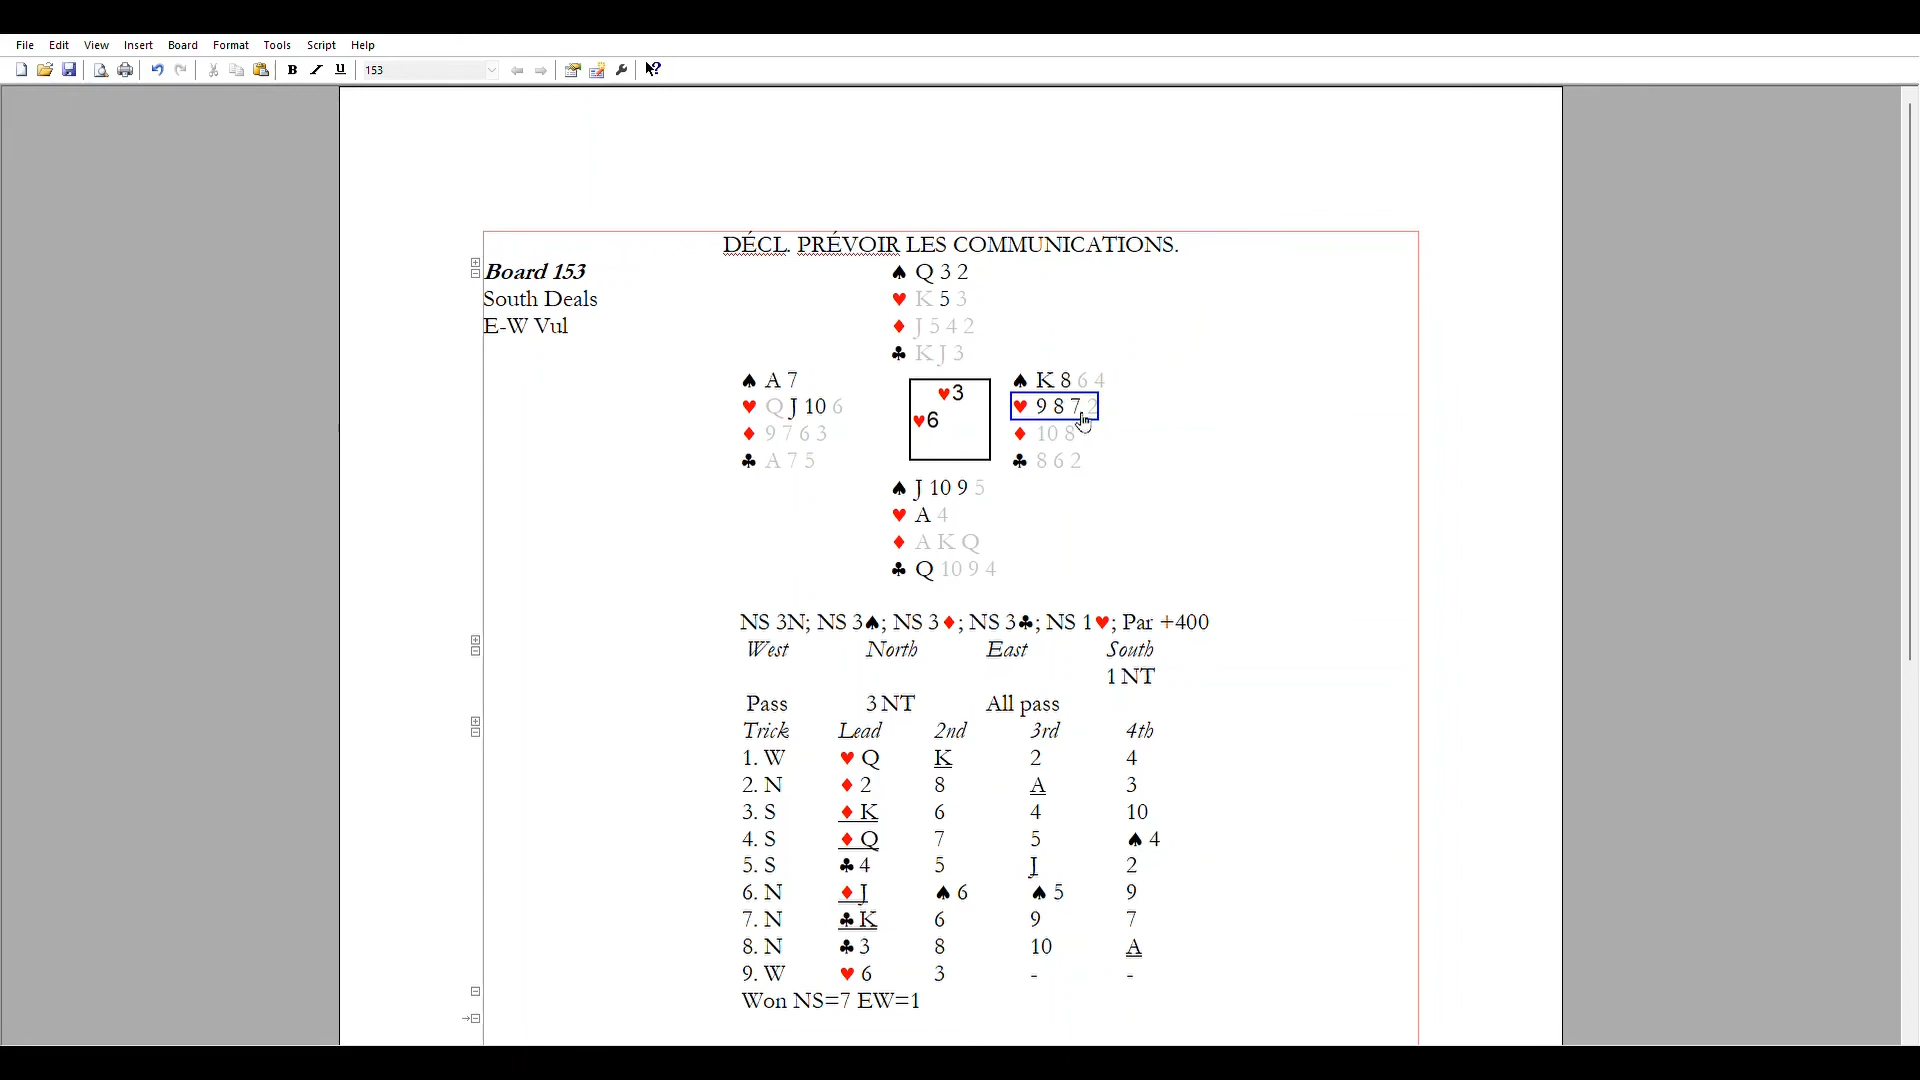 File Edit View Insert Board Format Tools Script Help
B I U 153
DÉCL. PRÉVOIR LES COMMUNICATIONS.
Board 153 ♠ Q 3 2
South Deals ♥ K 5 3
E-W Vul ♦ J 5 4 2
♣ K J 3
♠ A 7 ♠ K 8 6 4
♥ Q J 10 6 ♥3 ♥ 9 8 7 2
♦ 9 7 6 3 ♥6 ♦ 10 8
♣ A 7 5 ♣ 8 6 2
♠ J 10 9 5
♥ A 4
♦ A K Q
♣ Q 10 9 4
NS 3N; NS 3♠; NS 3♦; NS 3♣; NS 1♥; Par +400
West North East South
1 NT
Pass 3 NT All pass
Trick Lead 2nd 3rd 4th
1. W ♥ Q K 2 4
2. N ♦ 2 8 A 3
3. S ♦ K 6 4 10
4. S ♦ Q 7 5 ♠ 4
5. S ♣ 4 5 J 2
6. N ♦ J ♠ 6 ♠ 5 9
7. N ♣ K 6 9 7
8. N ♣ 3 8 10 A
9. W ♥ 6 3 - -
Won NS=7 EW=1